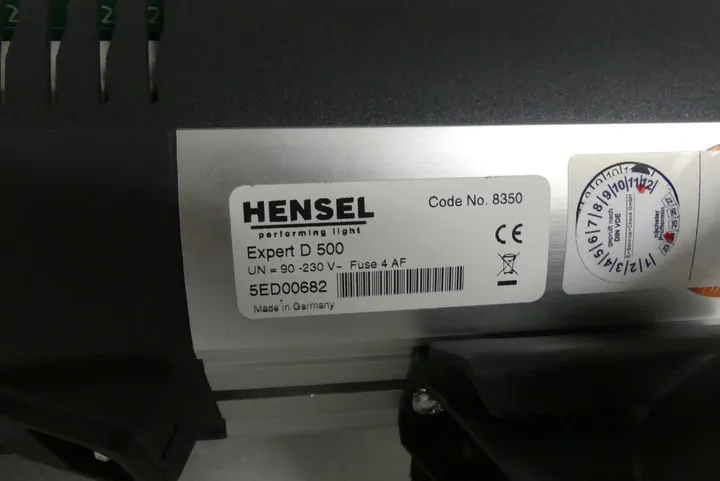 HENSEL
performing light
Code No. 8350
Expert D 500
CE
UN = 90 -230 V~ Fuse 4 AF
5ED00682
Made in Germany
1/2/3/4/5/6/7/8/9/10/11/12/
geprüft nach
DIN VDE
nächster
Prüftermin